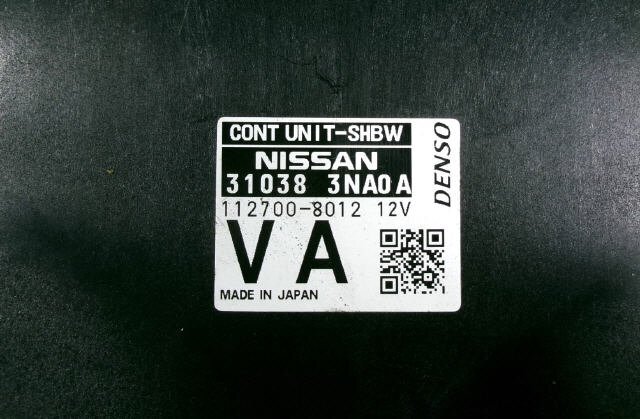 CONT UNIT-SHBW
NISSAN
31038 3NA0A
112700-8012 12V
VA
MADE IN JAPAN
DENSO